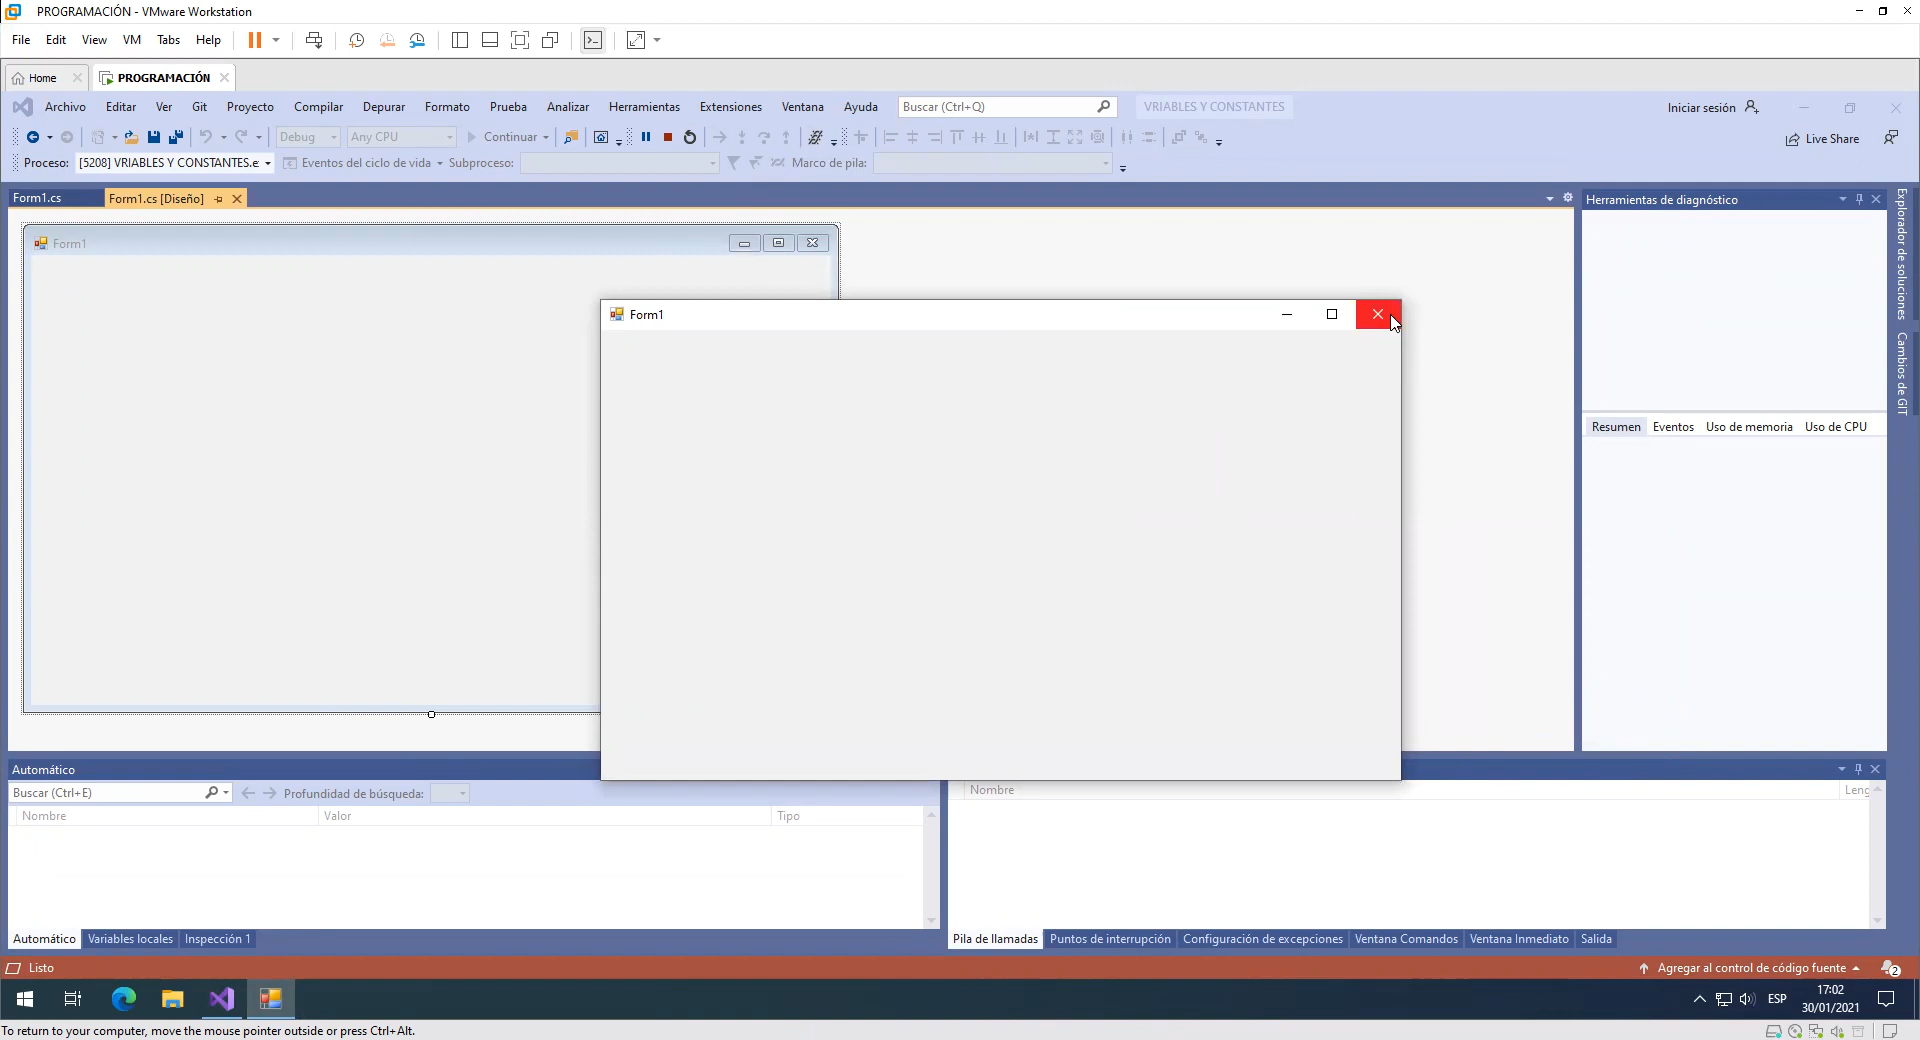 PROGRAMACIÓN - VMware Workstation
File Edit View VM Tabs Help
Home PROGRAMACIÓN
Archivo Editar Ver Git Proyecto Compilar Depurar Formato Prueba Analizar Herramientas Extensiones Ventana Ayuda Buscar (Ctrl+Q) VRIABLES Y CONSTANTES Iniciar sesión
Debug Any CPU Continuar Live Share
Proceso: [5208] VRIABLES Y CONSTANTES.e Eventos del ciclo de vida Subproceso: Marco de pila:
Form1.cs Form1.cs [Diseño] Herramientas de diagnóstico
Explorador de soluciones
Cambios de GIT
Form1
Form1
Resumen Eventos Uso de memoria Uso de CPU
Automático
Buscar (Ctrl+E) Profundidad de búsqueda:
Nombre Valor Tipo
Nombre Leng
Automático Variables locales Inspección 1
Pila de llamadas Puntos de interrupción Configuración de excepciones Ventana Comandos Ventana Inmediato Salida
Listo Agregar al control de código fuente 2
ESP 17:02
30/01/2021
To return to your computer, move the mouse pointer outside or press Ctrl+Alt.